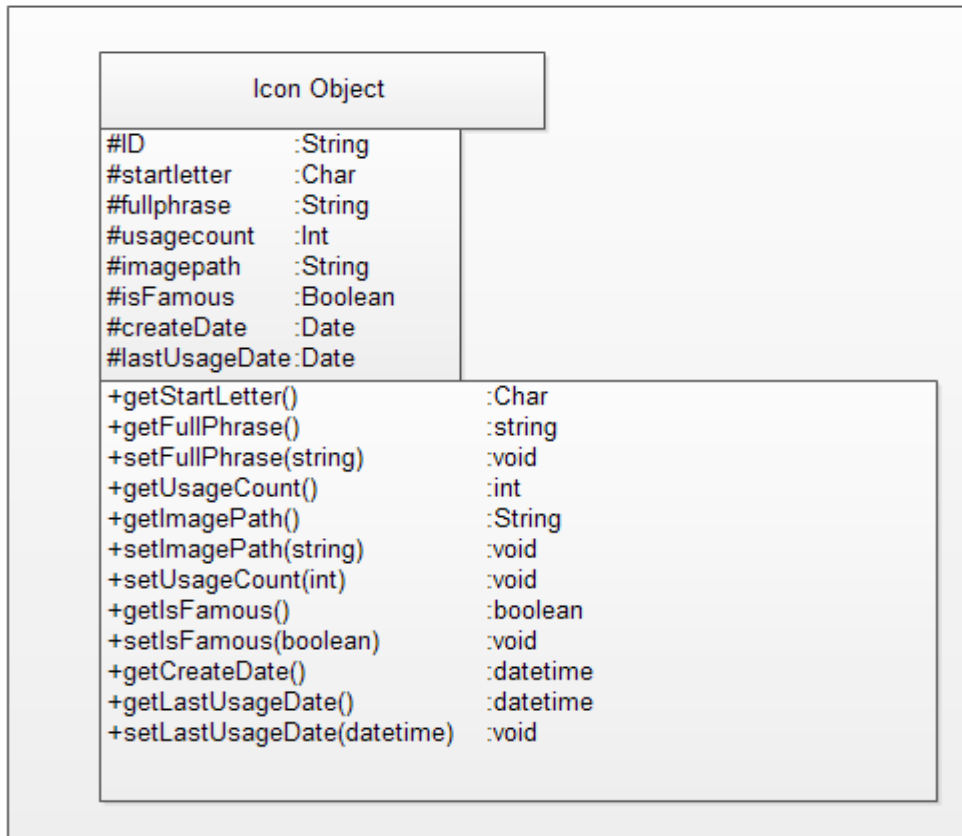 Icon Object
#ID :String
#startletter :Char
#fullphrase :String
#usagecount :Int
#imagepath :String
#isFamous :Boolean
#createDate :Date
#lastUsageDate:Date
+getStartLetter() :Char
+getFullPhrase() :string
+setFullPhrase(string) :void
+getUsageCount() :int
+getImagePath() :String
+setImagePath(string) :void
+setUsageCount(int) :void
+getIsFamous() :boolean
+setIsFamous(boolean) :void
+getCreateDate() :datetime
+getLastUsageDate() :datetime
+setLastUsageDate(datetime) :void